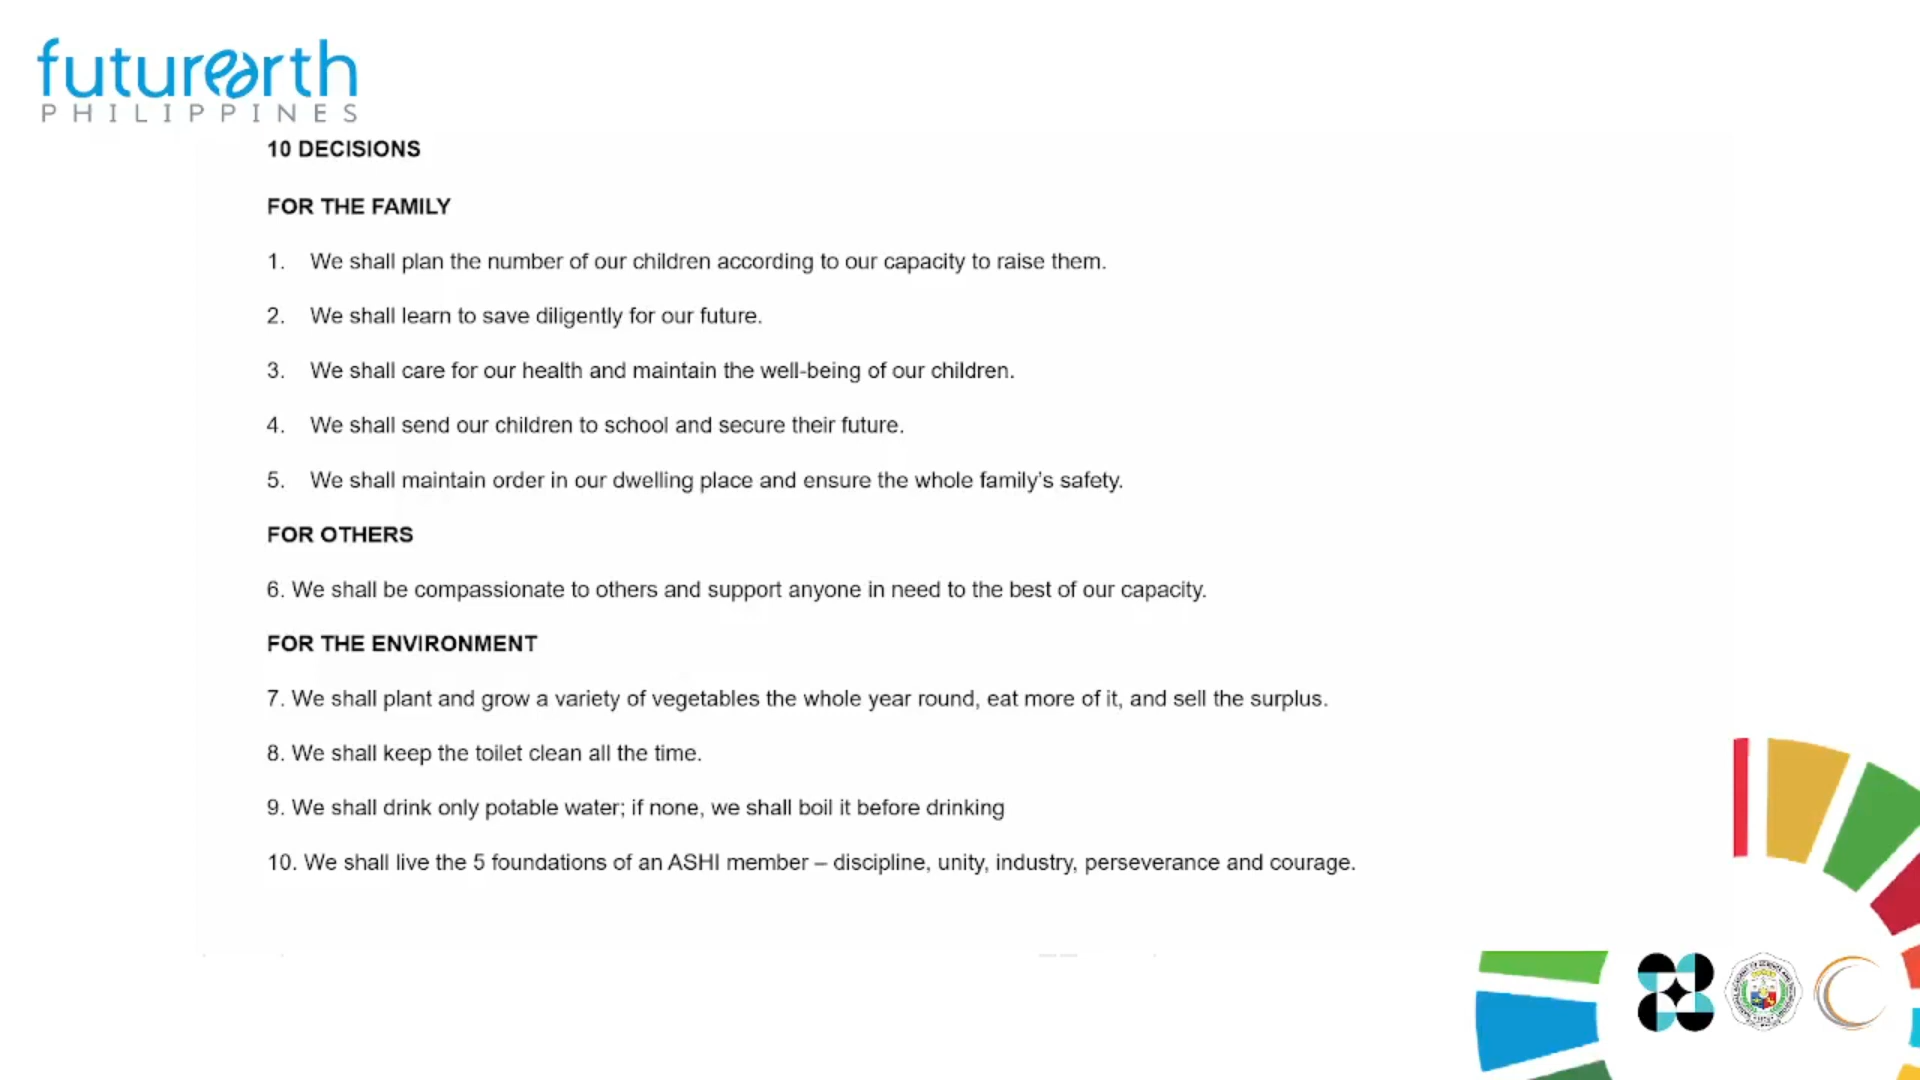 futurearth
PHILIPPINES
10 DECISIONS
FOR THE FAMILY
1. We shall plan the number of our children according to our capacity to raise them.
2. We shall learn to save diligently for our future.
3. We shall care for our health and maintain the well-being of our children.
4. We shall send our children to school and secure their future.
5. We shall maintain order in our dwelling place and ensure the whole family's safety.
FOR OTHERS
6. We shall be compassionate to others and support anyone in need to the best of our capacity.
FOR THE ENVIRONMENT
7. We shall plant and grow a variety of vegetables the whole year round, eat more of it, and sell the surplus.
8. We shall keep the toilet clean all the time.
9. We shall drink only potable water; if none, we shall boil it before drinking
10. We shall live the 5 foundations of an ASHI member – discipline, unity, industry, perseverance and courage.